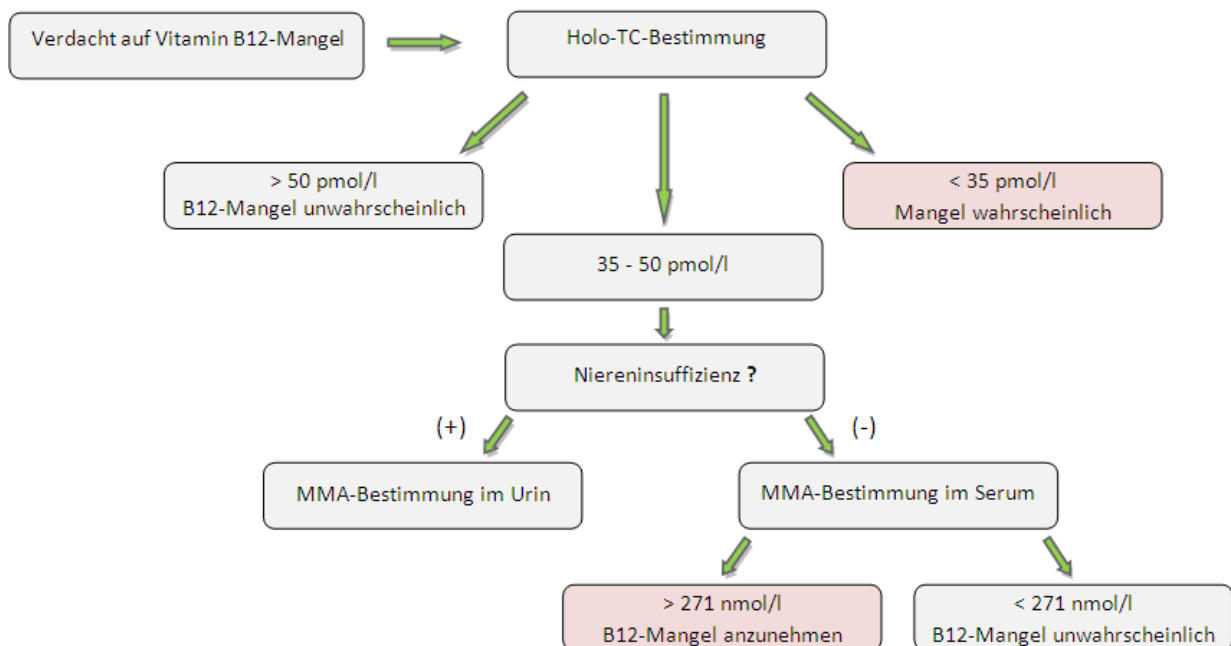 Verdacht auf Vitamin B12-Mangel
Holo-TC-Bestimmung
> 50 pmol/l
B12-Mangel unwahrscheinlich
< 35 pmol/l
Mangel wahrscheinlich
35 - 50 pmol/l
Niereninsuffizienz ?
(+)
(-)
MMA-Bestimmung im Urin
MMA-Bestimmung im Serum
> 271 nmol/l
B12-Mangel anzunehmen
< 271 nmol/l
B12-Mangel unwahrscheinlich